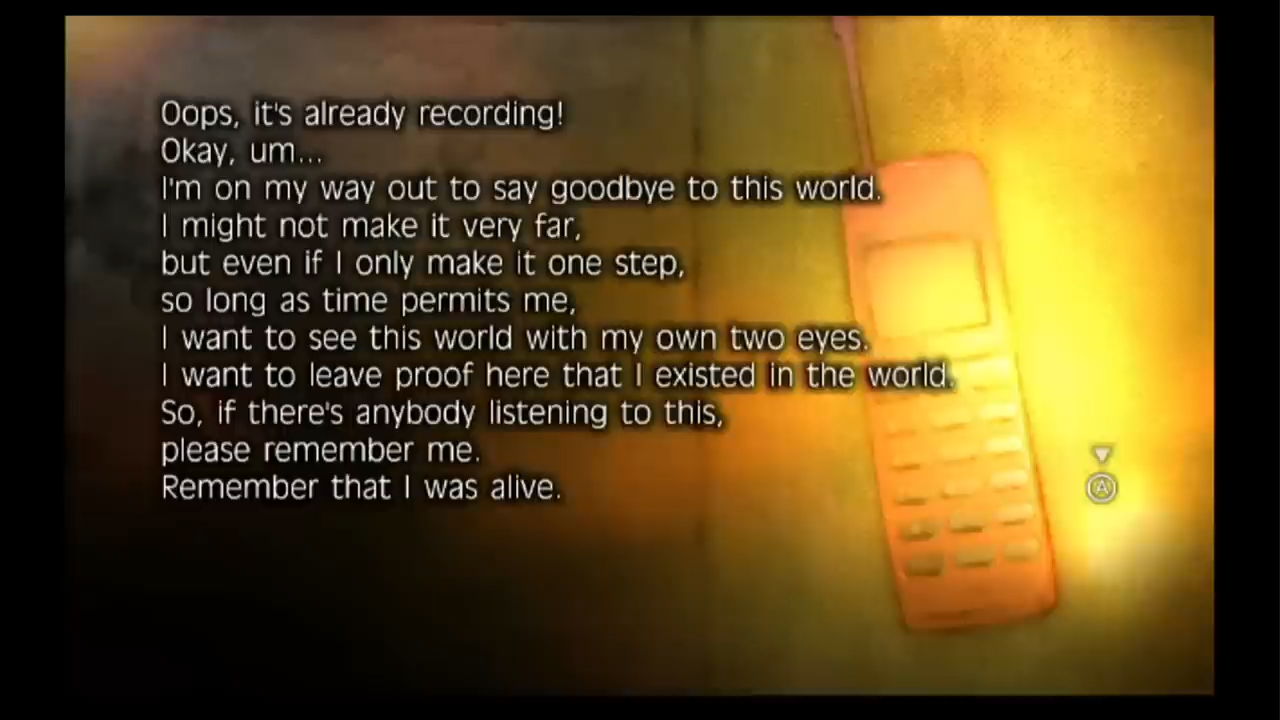 Oops, it's already recording!
Okay, um...
I'm on my way out to say goodbye to this world.
I might not make it very far,
but even if I only make it one step,
so long as time permits me,
I want to see this world with my own two eyes.
I want to leave proof here that I existed in the world.
So, if there's anybody listening to this,
please remember me.
Remember that I was alive.
A